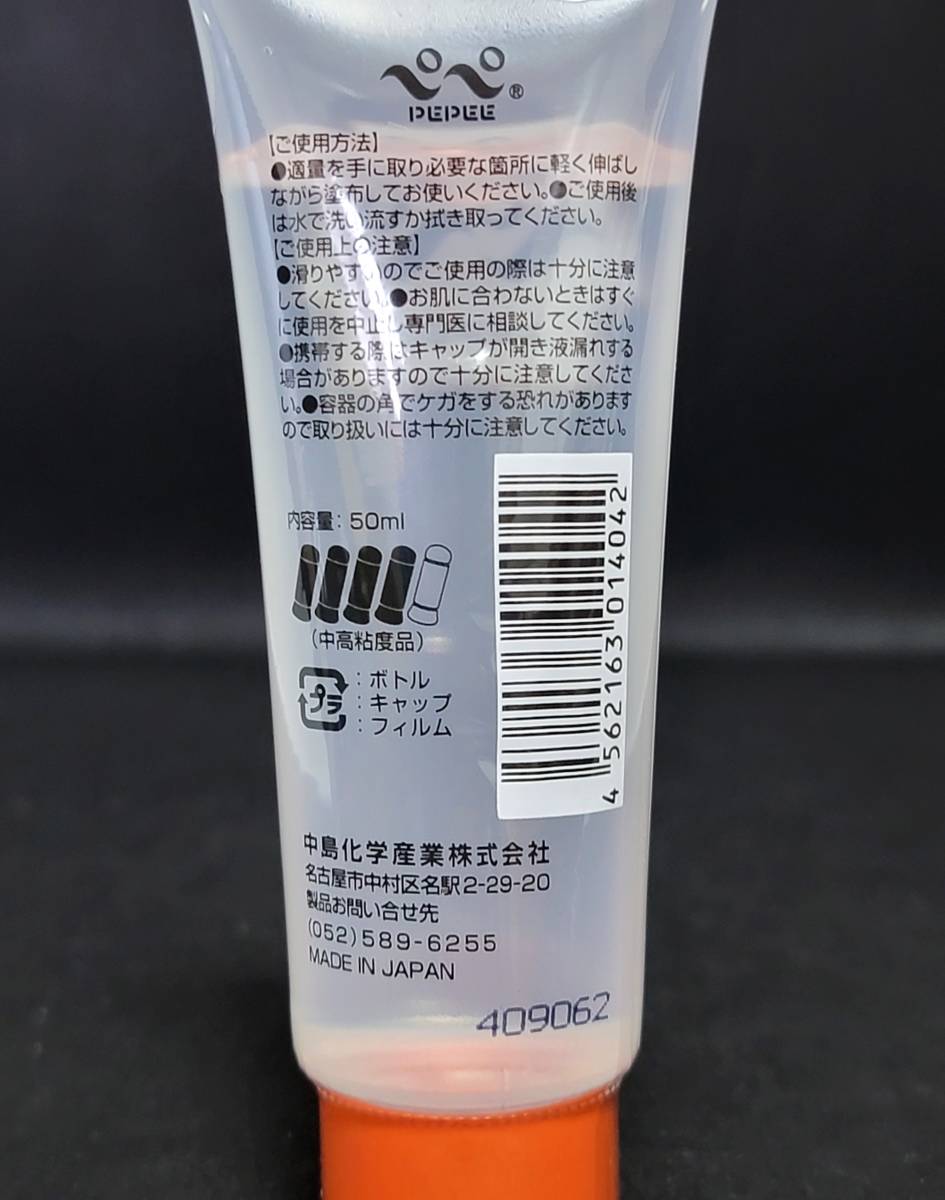 ペペ®
PEPEE
【ご使用方法】
●適量を手に取り必要な箇所に軽く伸ばし
ながら塗布してお使いください。●ご使用後
は水で洗い流すか拭き取ってください。
【ご使用上の注意】
●滑りやすいのでご使用の際は十分に注意
してください。●お肌に合わないときはすぐ
に使用を中止し専門医に相談してください。
●携帯する際はキャップが開き液漏れする
場合がありますので十分に注意してくださ
い。●容器の角でケガをする恐れがあります
ので取り扱いには十分に注意してください。
内容量：50ml
（中高粘度品）
プラ
：ボトル
：キャップ
：フィルム
4 562163 014042
中島化学産業株式会社
名古屋市中村区名駅2-29-20
製品お問い合せ先
(052)589-6255
MADE IN JAPAN
409062